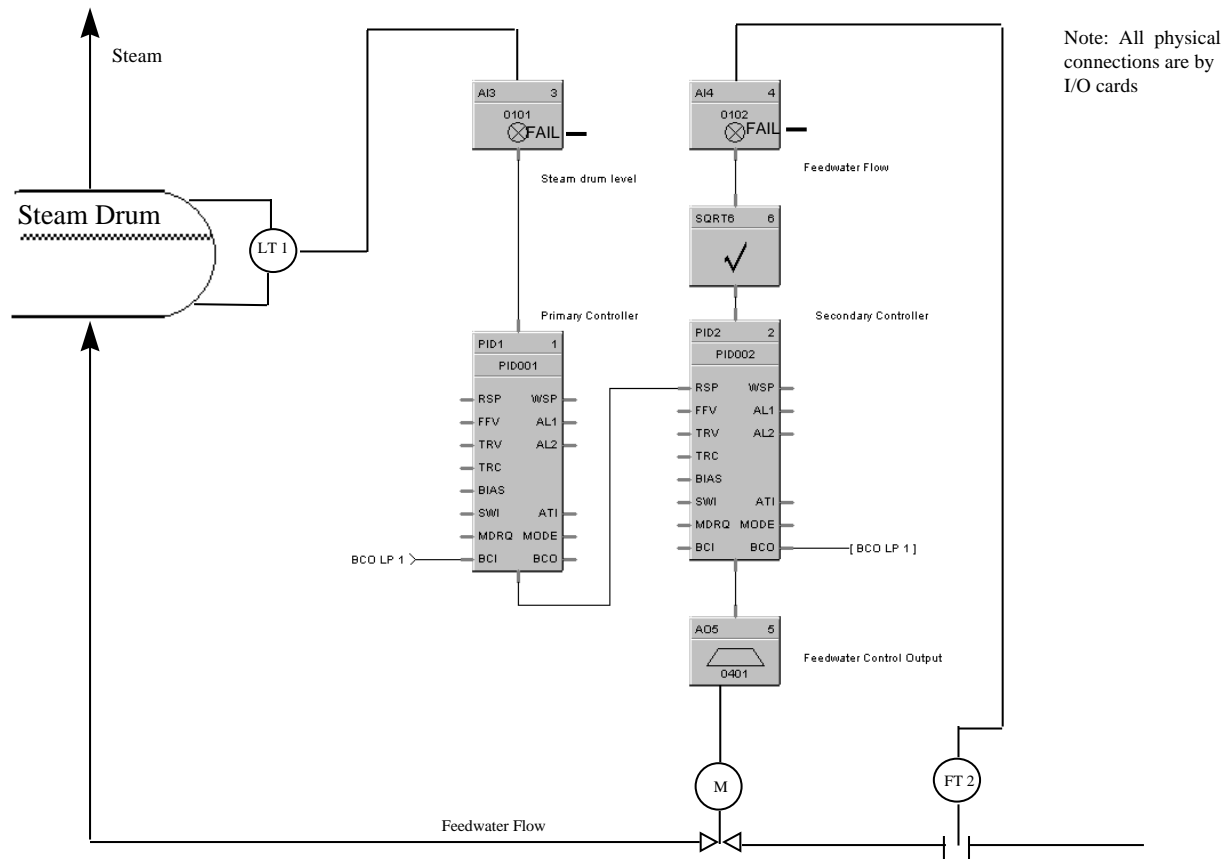 Steam
Note: All physical
connections are by
I/O cards
AI3 3
0101
FAIL
Steam drum level
AI4 4
0102
FAIL
Feedwater Flow
Steam Drum
LT 1
SQRT6 6
√
Primary Controller
Secondary Controller
PID1 1
PID001
RSP WSP
FFV AL1
TRV AL2
TRC
BIAS
SWI ATI
MDRQ MODE
BCO LP 1
BCI BCO
PID2 2
PID002
RSP WSP
FFV AL1
TRV AL2
TRC
BIAS
SWI ATI
MDRQ MODE
BCI BCO
[ BCO LP 1 ]
AO5 5
0401
Feedwater Control Output
M
FT 2
Feedwater Flow